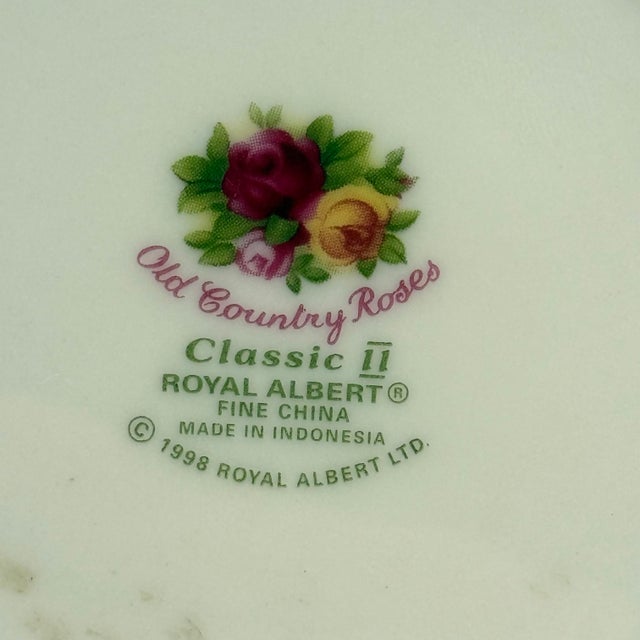 Old Country Roses
Classic II
ROYAL ALBERT®
FINE CHINA
MADE IN INDONESIA
© 1998 ROYAL ALBERT LTD.